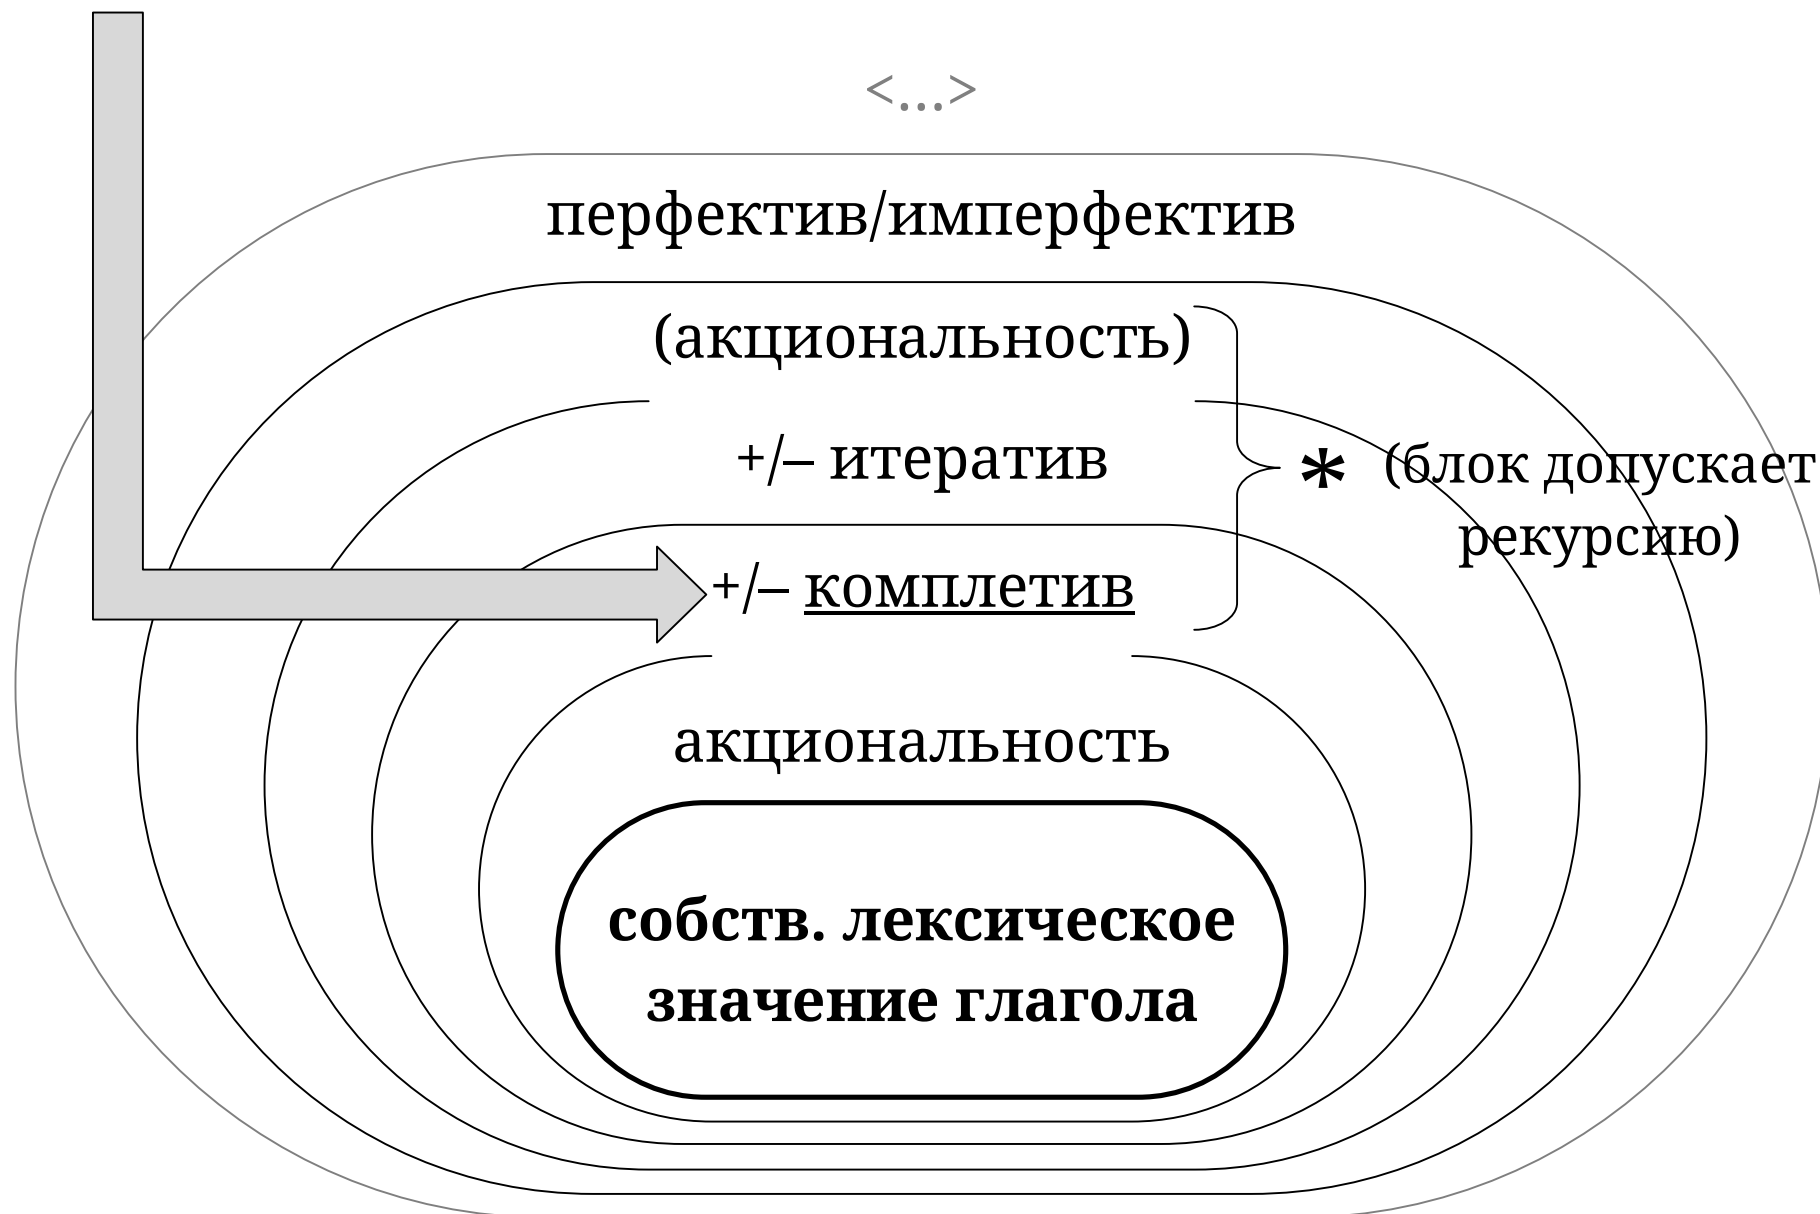 <...>
перфектив/имперфектив
(акциональность)
+/– итератив
* (блок допускает
рекурсию)
+/– комплетив
акциональность
собств. лексическое
значение глагола